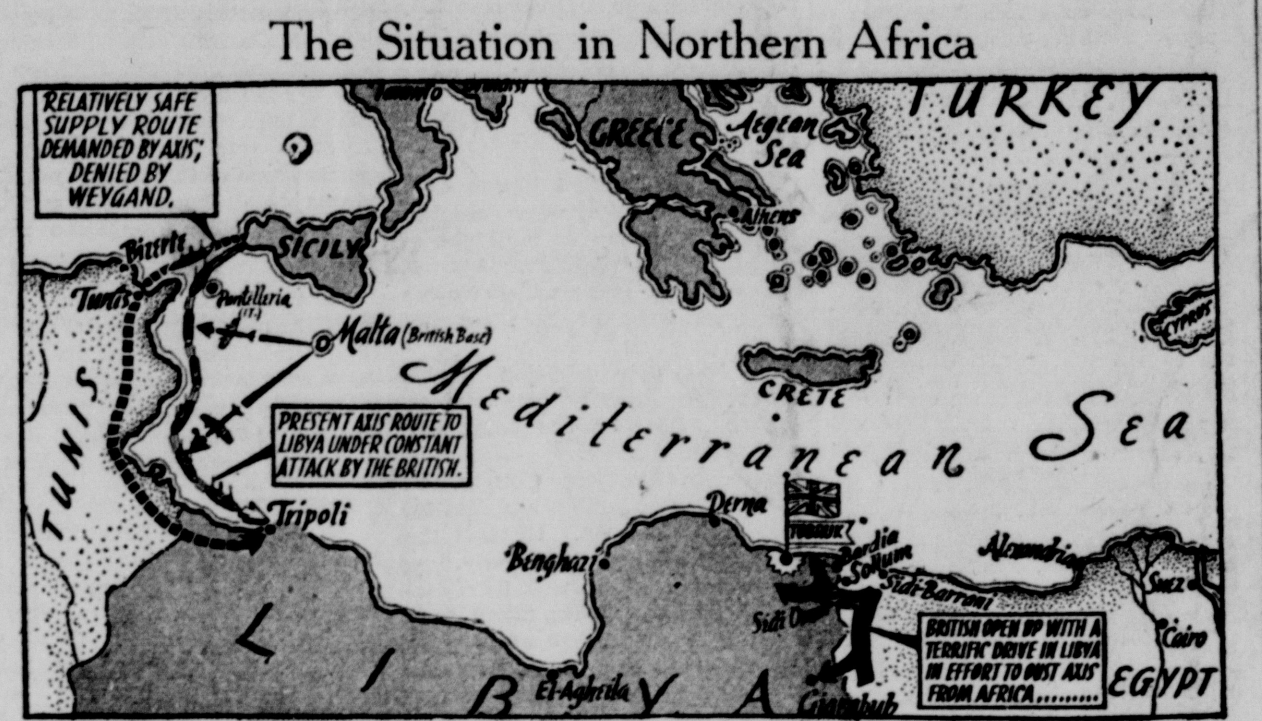 The Situation in Northern Africa
RELATIVELY SAFE
SUPPLY ROUTE
DEMANDED BY AXIS;
DENIED BY
WEYGAND.
Taranto
GREECE
Aegean
Sea
TURKEY
Athens
SICILY
Bizerte
Tunis
Pantelleria
(IT.)
Malta (British Base)
CYPRUS
CRETE
Mediterranean Sea
TUNIS
PRESENT AXIS ROUTE TO
LIBYA UNDER CONSTANT
ATTACK BY THE BRITISH.
Tripoli
Derna
TOBRUK
Benghazi
Bardia
Sollum
Sidi-Barrani
Alexandria
Suez
Cairo
Sidi
BRITISH OPEN UP WITH A
TERRIFIC DRIVE IN LIBYA
IN EFFORT TO OUST AXIS
FROM AFRICA.........
EGYPT
LIBYA
El-Agheila
Giarabub